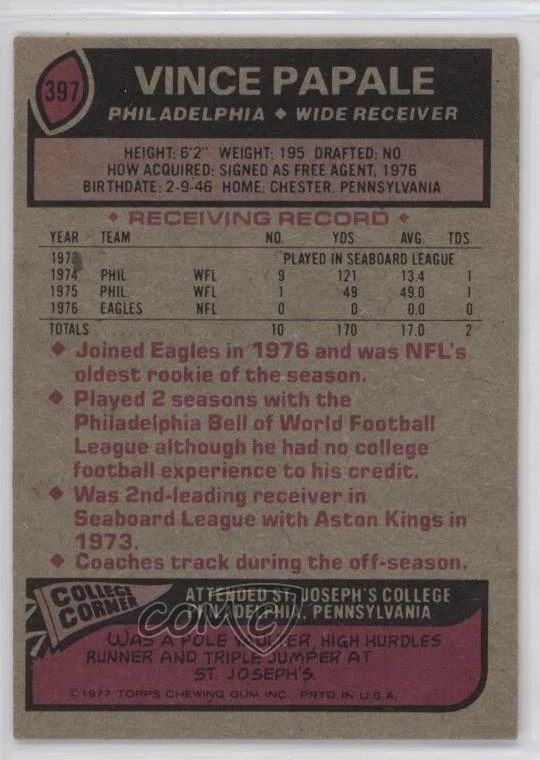 397
VINCE PAPALE
PHILADELPHIA ◆ WIDE RECEIVER
HEIGHT: 6'2" WEIGHT: 195 DRAFTED: NO
HOW ACQUIRED: SIGNED AS FREE AGENT, 1976
BIRTHDATE: 2-9-46 HOME: CHESTER, PENNSYLVANIA
◆ RECEIVING RECORD ◆
YEAR TEAM NO. YDS. AVG. TDS.
1973 PLAYED IN SEABOARD LEAGUE
1974 PHIL. WFL 9 121 13.4 1
1975 PHIL. WFL 1 49 49.0 1
1976 EAGLES NFL 0 0 0.0 0
TOTALS 10 170 17.0 2
◆ Joined Eagles in 1976 and was NFL's
oldest rookie of the season.
◆ Played 2 seasons with the
Philadelphia Bell of World Football
League although he had no college
football experience to his credit.
◆ Was 2nd-leading receiver in
Seaboard League with Aston Kings in
1973.
◆ Coaches track during the off-season.
COLLEGE
CORNER
ATTENDED ST. JOSEPH'S COLLEGE
PHILADELPHIA, PENNSYLVANIA
COMC
WAS A POLE VAULTER, HIGH HURDLES
RUNNER AND TRIPLE JUMPER AT
ST. JOSEPH'S.
© 1977 TOPPS CHEWING GUM, INC. PRTD. IN U.S.A.